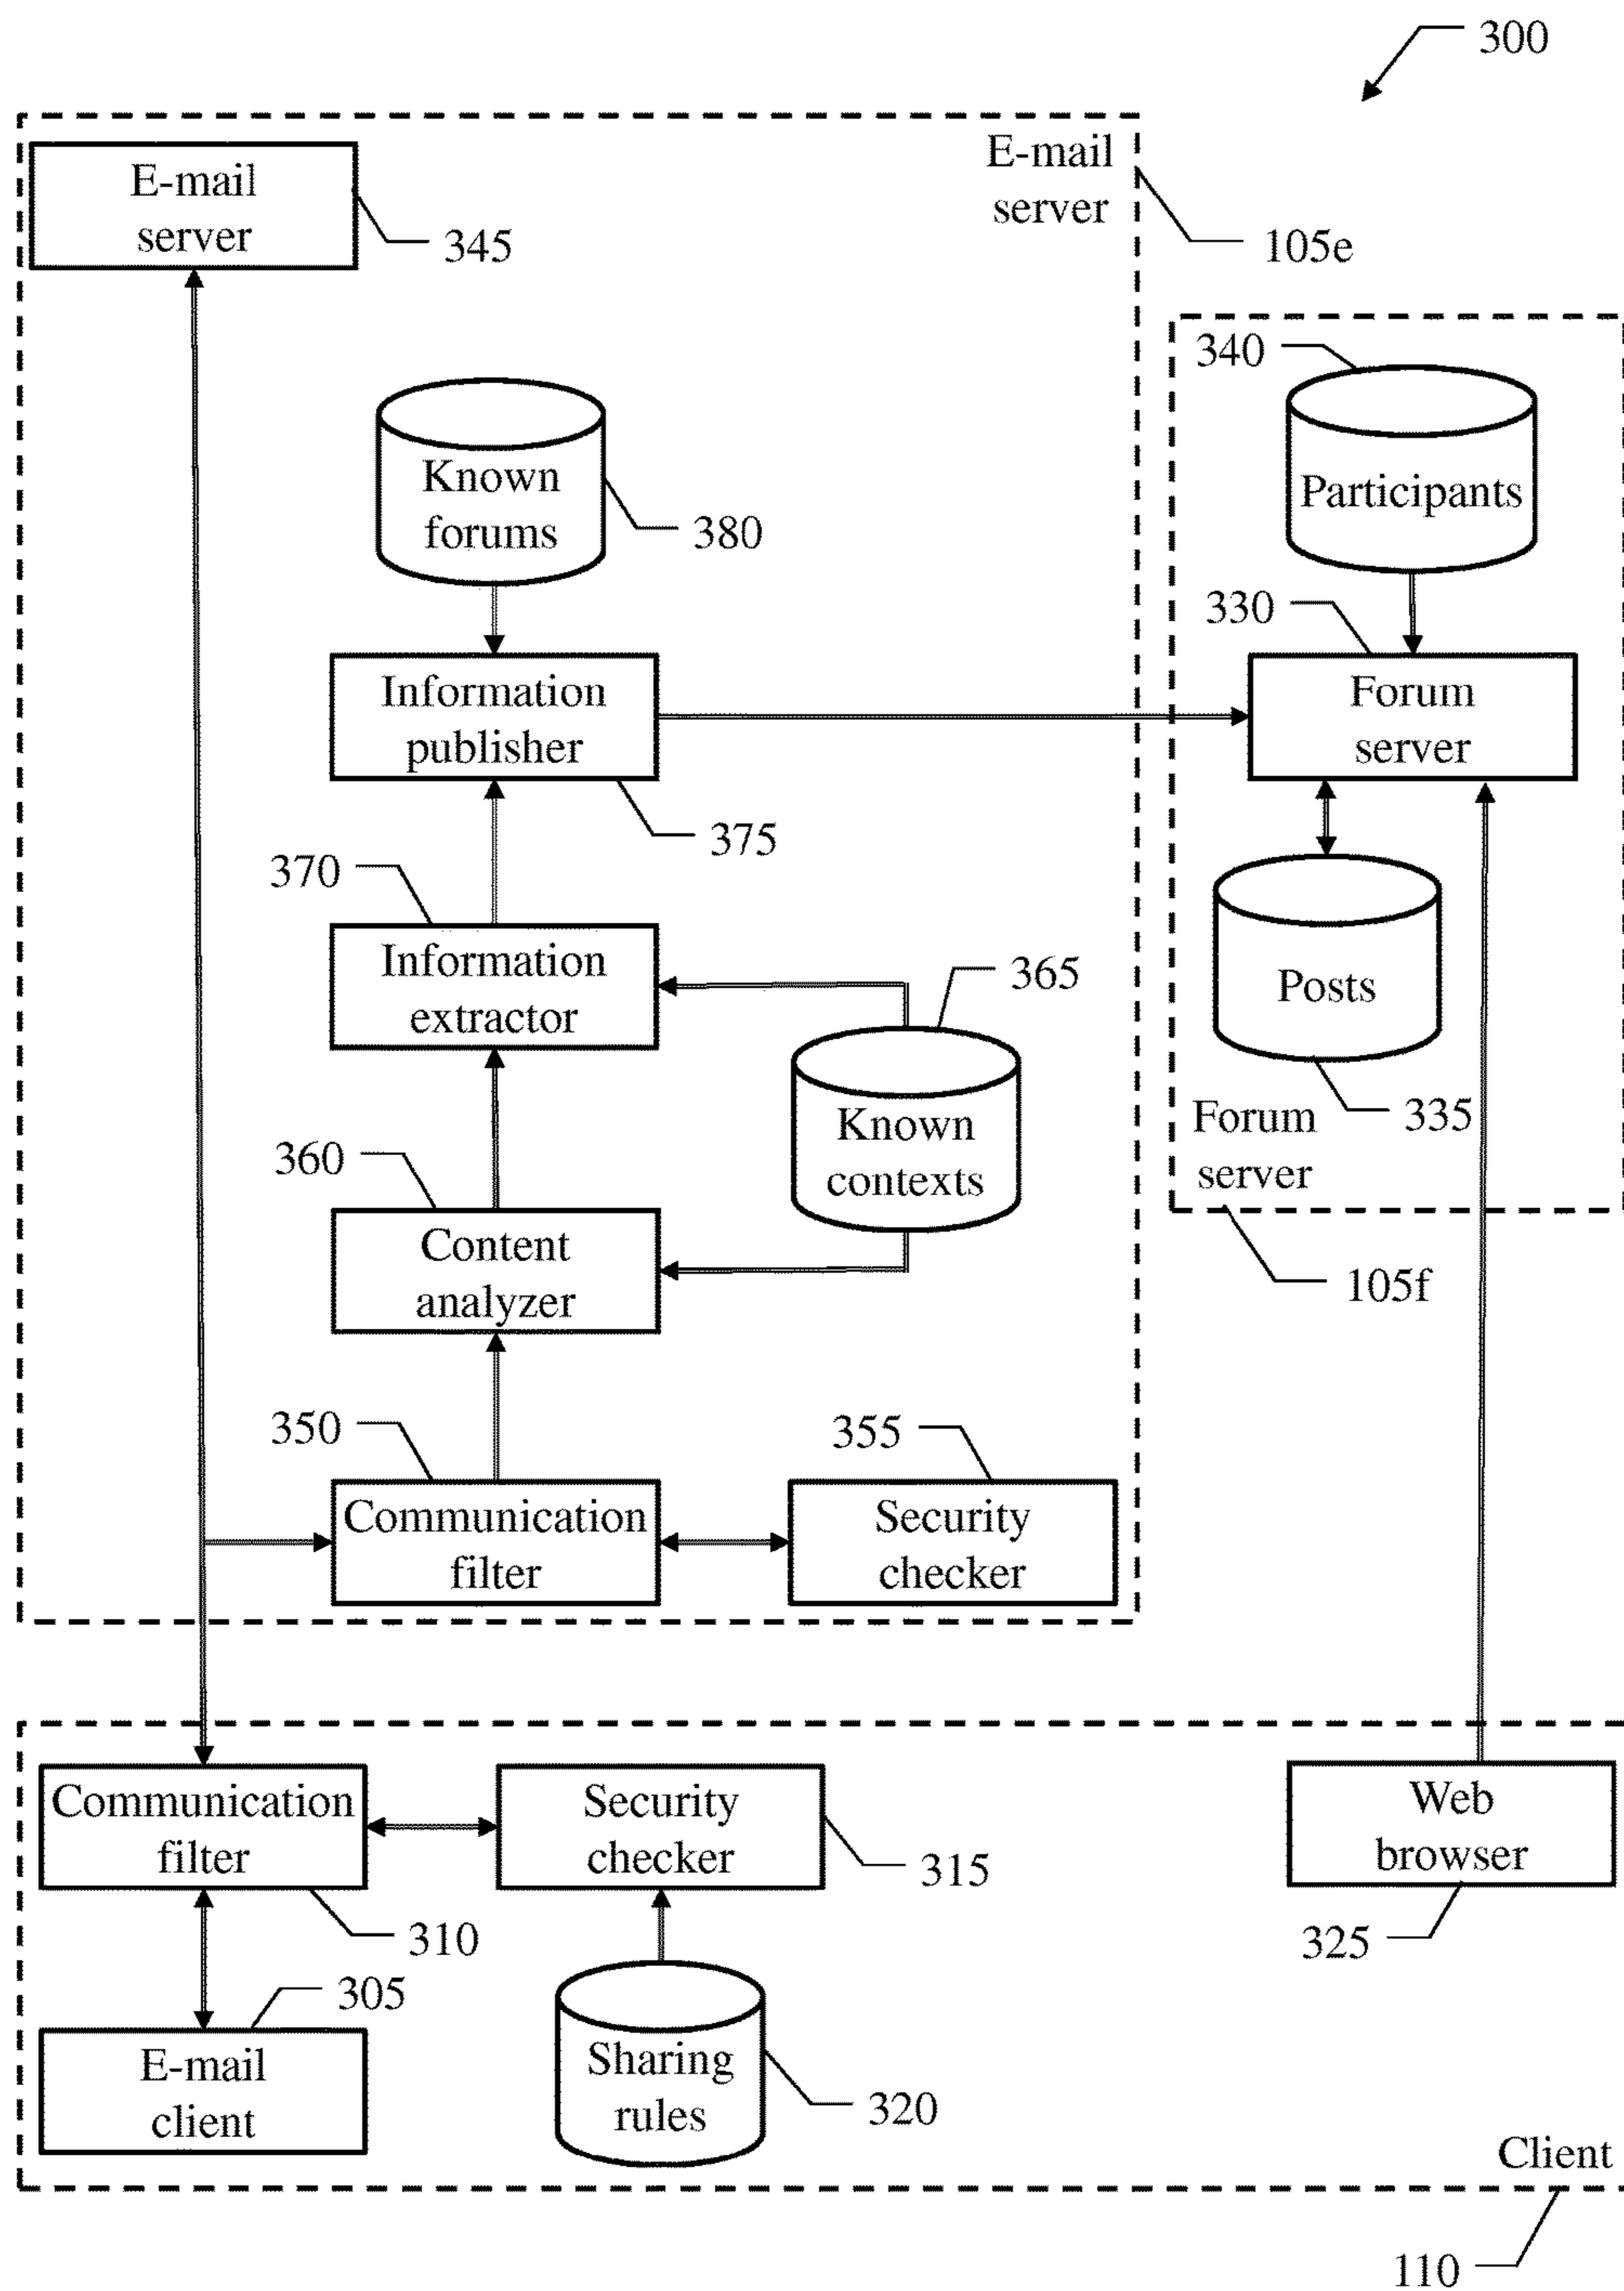 300
E-mail
server
345
E-mail
server
105e
Known
forums
380
340
Participants
330
Forum
server
Information
publisher
375
370
Information
extractor
365
Known
contexts
Posts
335
Forum
server
105f
360
Content
analyzer
350
Communication
filter
355
Security
checker
Communication
filter
310
Security
checker
315
Web
browser
325
305
E-mail
client
Sharing
rules
320
Client
110